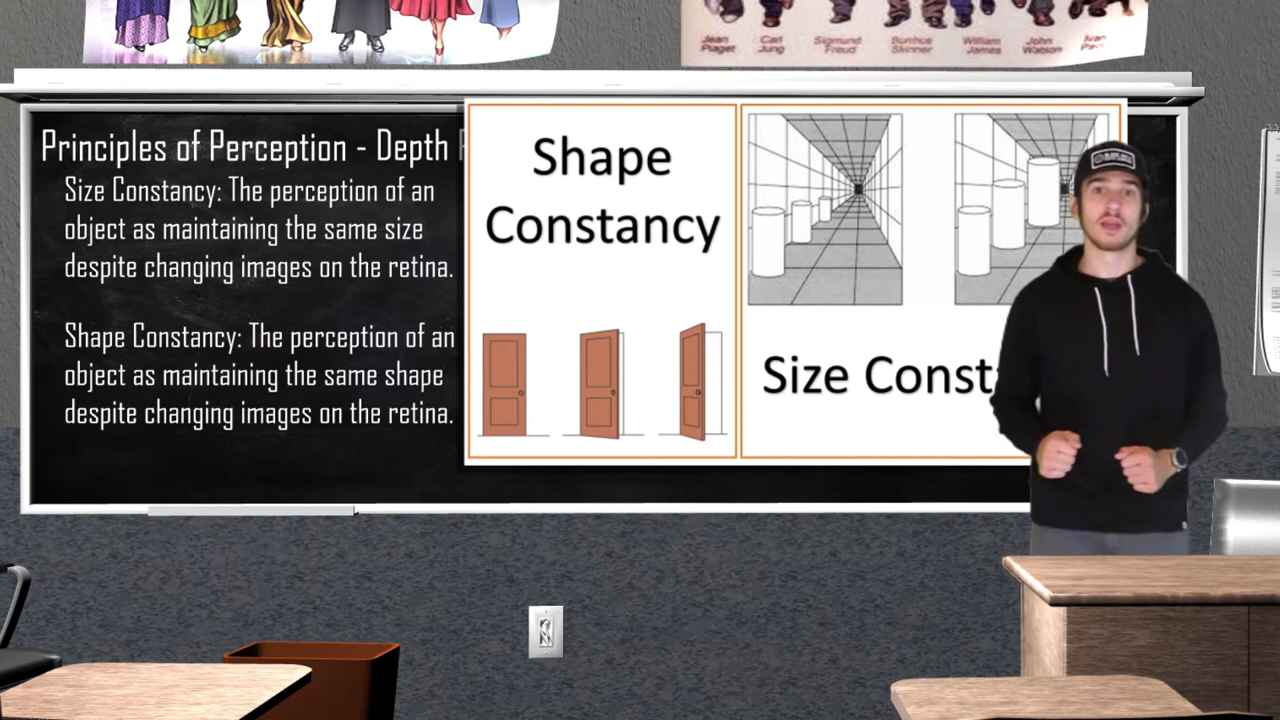 Jean Piaget
Carl Jung
Sigmund Freud
Burrhus Skinner
William James
John Watson
Ivan
Principles of Perception - Depth
Size Constancy: The perception of an
object as maintaining the same size
despite changing images on the retina.
Shape Constancy: The perception of an
object as maintaining the same shape
despite changing images on the retina.
Shape
Constancy
Size Const